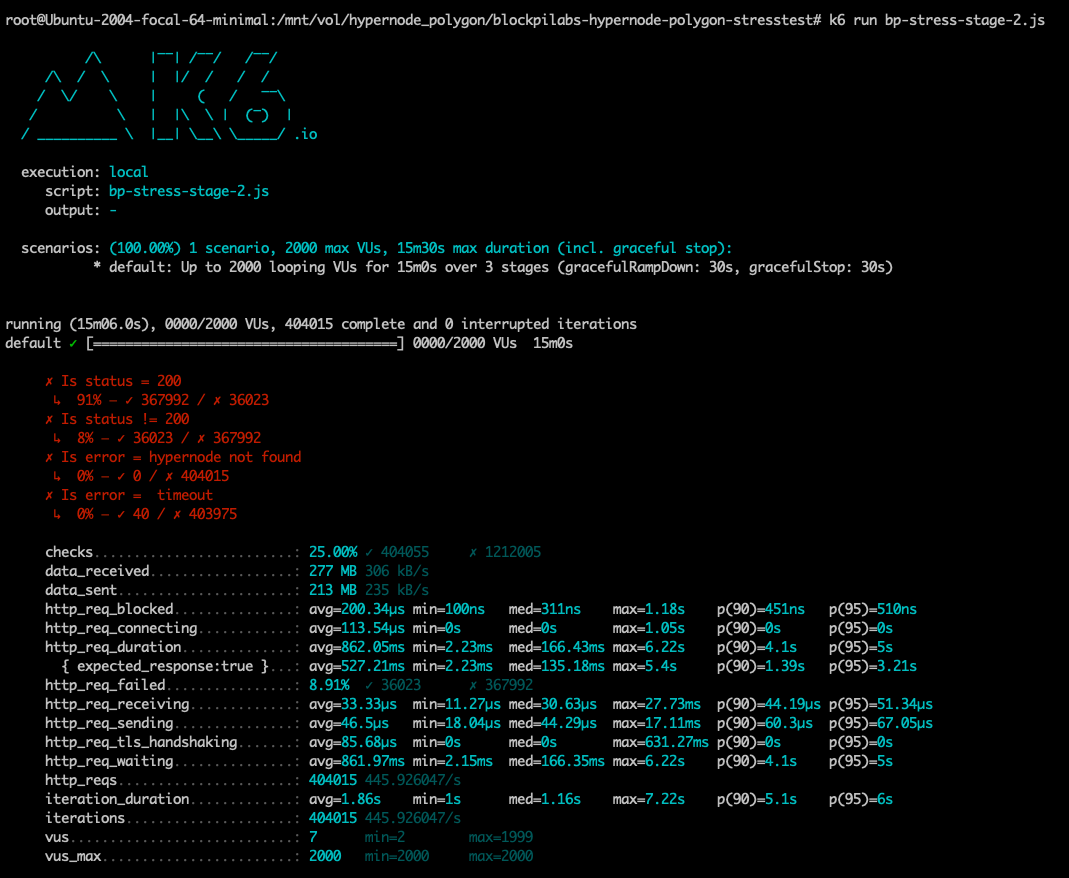 root@Ubuntu-2004-focal-64-minimal:/mnt/vol/hypernode_polygon/blockpilabs-hypernode-polygon-stresstest# k6 run bp-stress-stage-2.js
          /\      |‾‾| /‾‾/   /‾‾/
     /\  /  \     |  |/  /   /  /
    /  \/    \    |     (   /   ‾‾\
   /          \   |  |\  \ |  (‾)  |
  / __________ \  |__| \__\ \_____/ .io
execution: local
script: bp-stress-stage-2.js
output: -
scenarios: (100.00%) 1 scenario, 2000 max VUs, 15m30s max duration (incl. graceful stop):
* default: Up to 2000 looping VUs for 15m0s over 3 stages (gracefulRampDown: 30s, gracefulStop: 30s)
running (15m06.0s), 0000/2000 VUs, 404015 complete and 0 interrupted iterations
default ✓ [======================================] 0000/2000 VUs  15m0s
✗ Is status = 200
↳  91% — ✓ 367992 / ✗ 36023
✗ Is status != 200
↳  8% — ✓ 36023 / ✗ 367992
✗ Is error = hypernode not found
↳  0% — ✓ 0 / ✗ 404015
✗ Is error =  timeout
↳  0% — ✓ 40 / ✗ 403975
checks.........................: 25.00% ✓ 404055     ✗ 1212005
data_received..................: 277 MB 306 kB/s
data_sent......................: 213 MB 235 kB/s
http_req_blocked...............: avg=200.34µs min=100ns   med=311ns    max=1.18s    p(90)=451ns   p(95)=510ns
http_req_connecting............: avg=113.54µs min=0s      med=0s       max=1.05s    p(90)=0s      p(95)=0s
http_req_duration..............: avg=862.05ms min=2.23ms  med=166.43ms max=6.22s    p(90)=4.1s    p(95)=5s
{ expected_response:true }...: avg=527.21ms min=2.23ms  med=135.18ms max=5.4s     p(90)=1.39s   p(95)=3.21s
http_req_failed................: 8.91%  ✓ 36023      ✗ 367992
http_req_receiving.............: avg=33.33µs  min=11.27µs med=30.63µs  max=27.73ms  p(90)=44.19µs p(95)=51.34µs
http_req_sending...............: avg=46.5µs   min=18.04µs med=44.29µs  max=17.11ms  p(90)=60.3µs  p(95)=67.05µs
http_req_tls_handshaking.......: avg=85.68µs  min=0s      med=0s       max=631.27ms p(90)=0s      p(95)=0s
http_req_waiting...............: avg=861.97ms min=2.15ms  med=166.35ms max=6.22s    p(90)=4.1s    p(95)=5s
http_reqs......................: 404015 445.926047/s
iteration_duration.............: avg=1.86s    min=1s      med=1.16s    max=7.22s    p(90)=5.1s    p(95)=6s
iterations.....................: 404015 445.926047/s
vus............................: 7      min=2        max=1999
vus_max........................: 2000   min=2000     max=2000